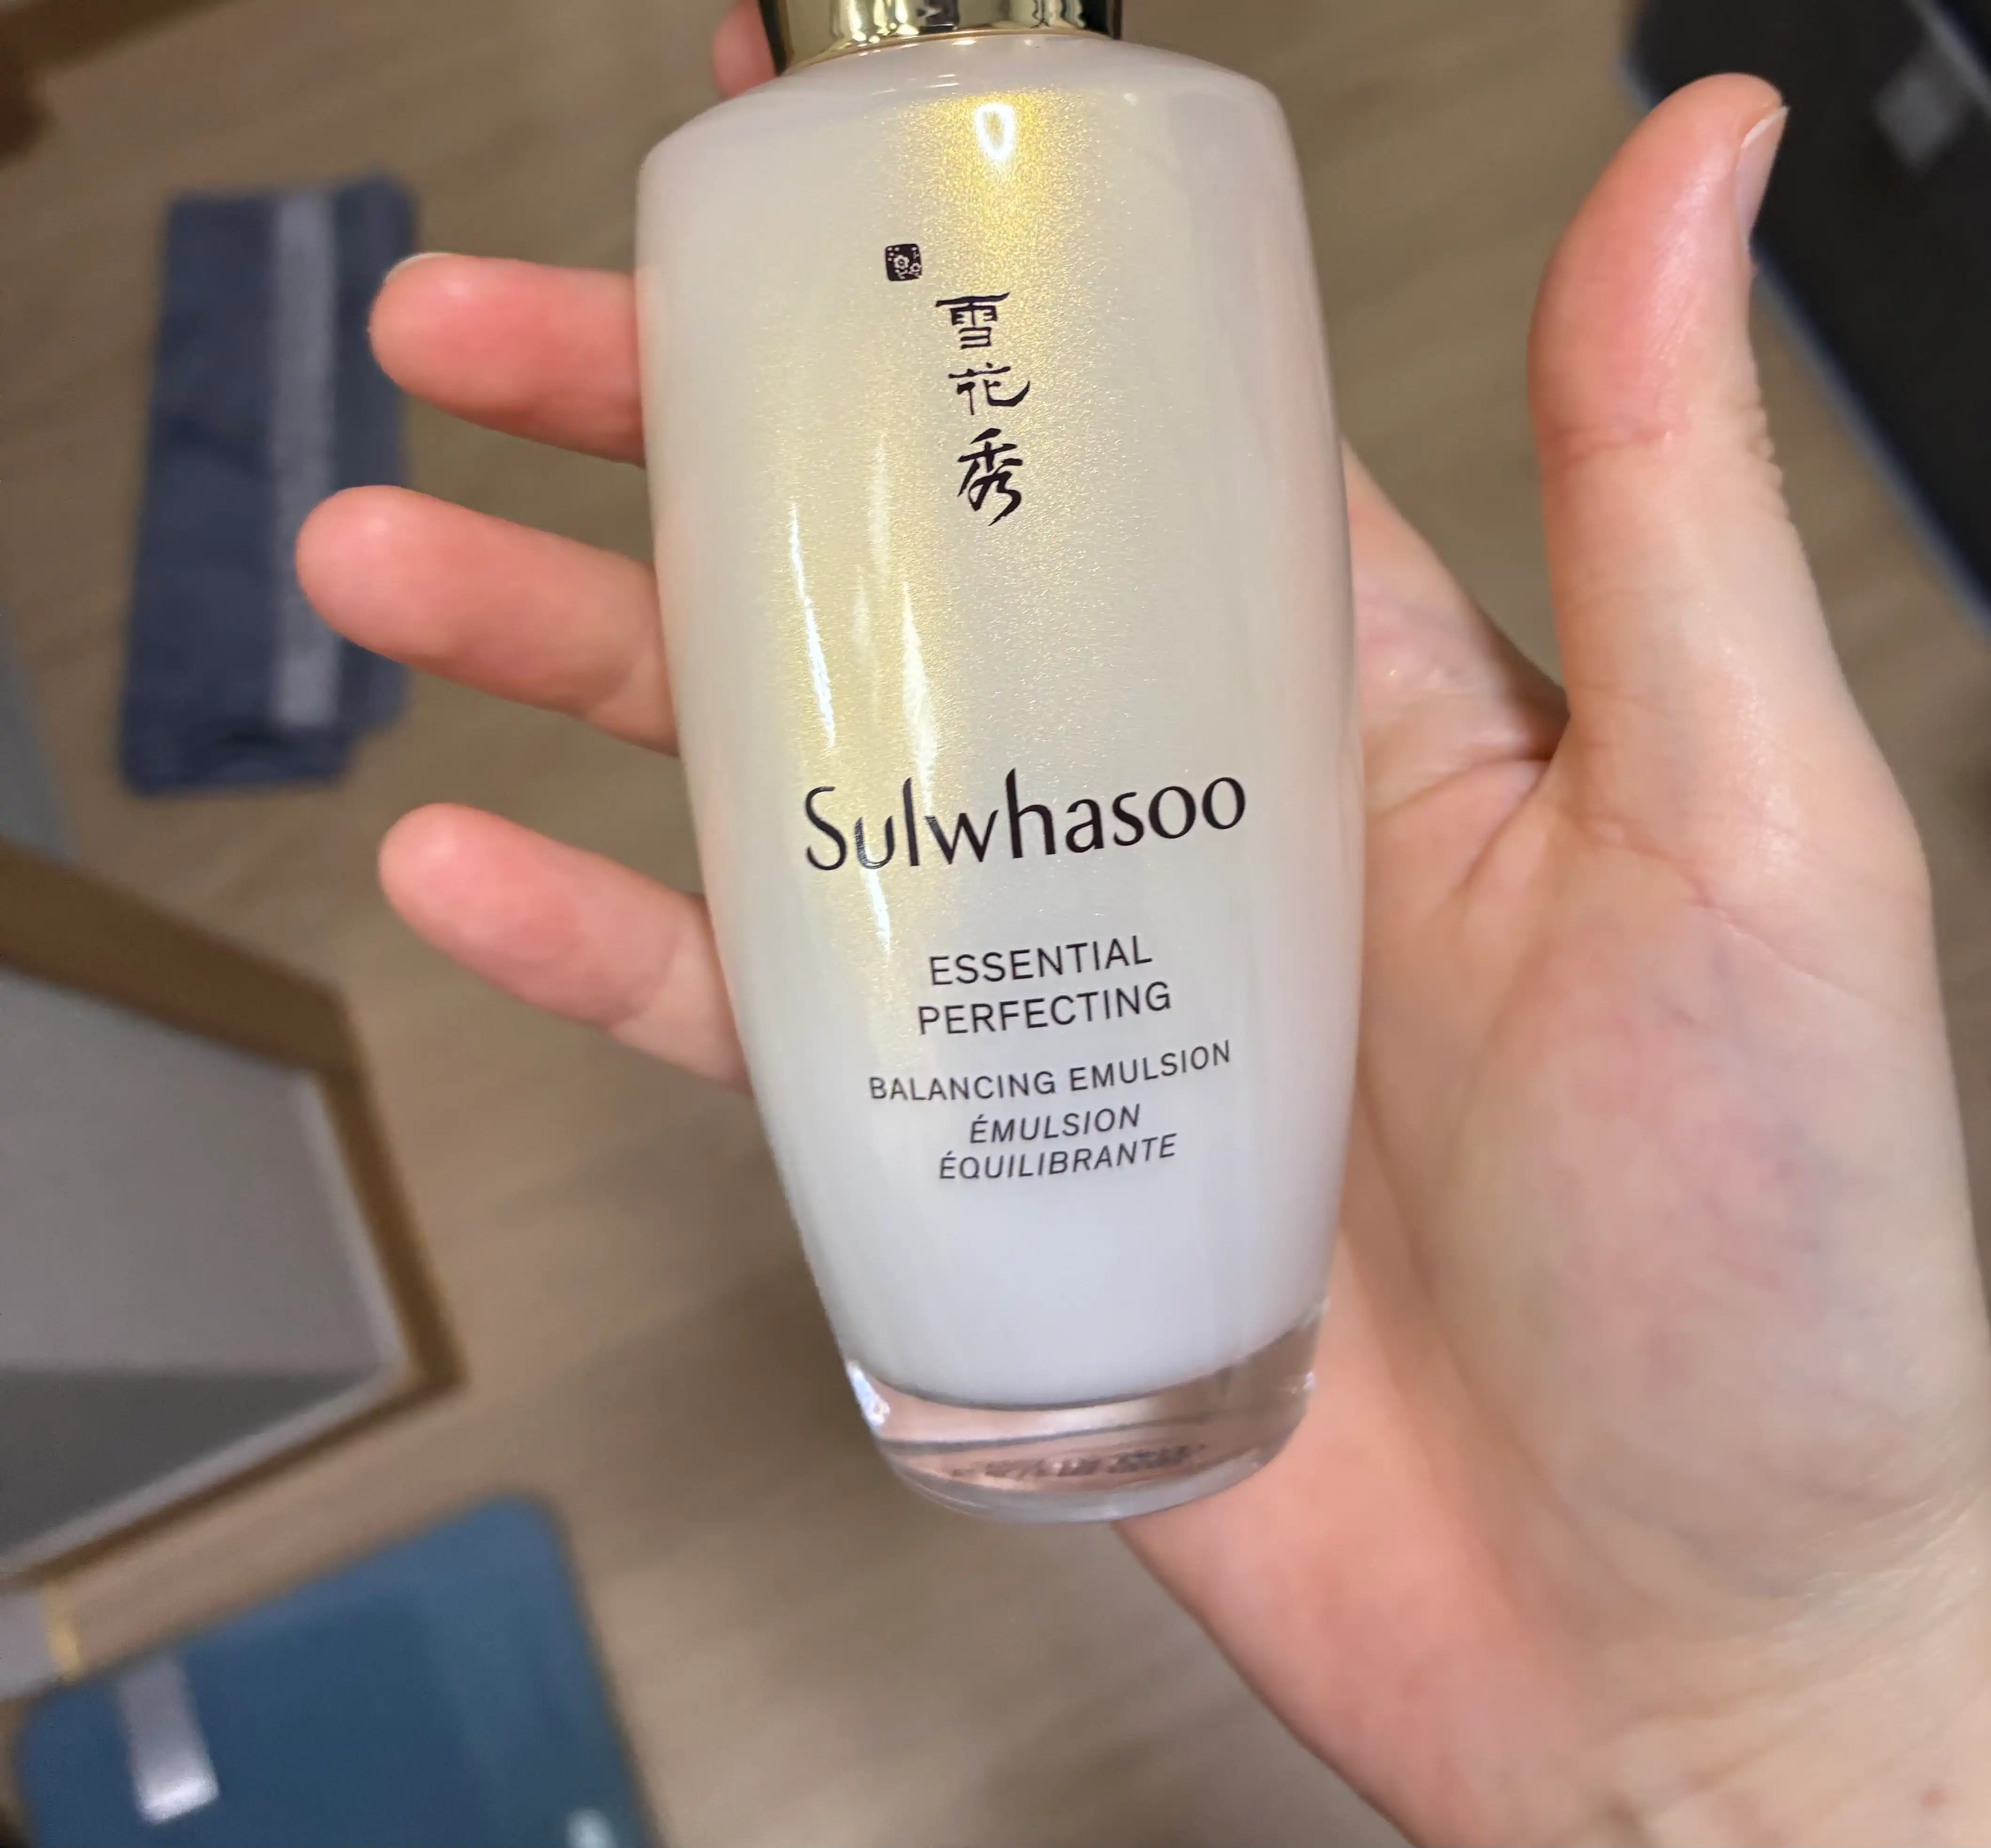 雪花秀
Sulwhasoo
ESSENTIAL
PERFECTING
BALANCING EMULSION
ÉMULSION
ÉQUILIBRANTE